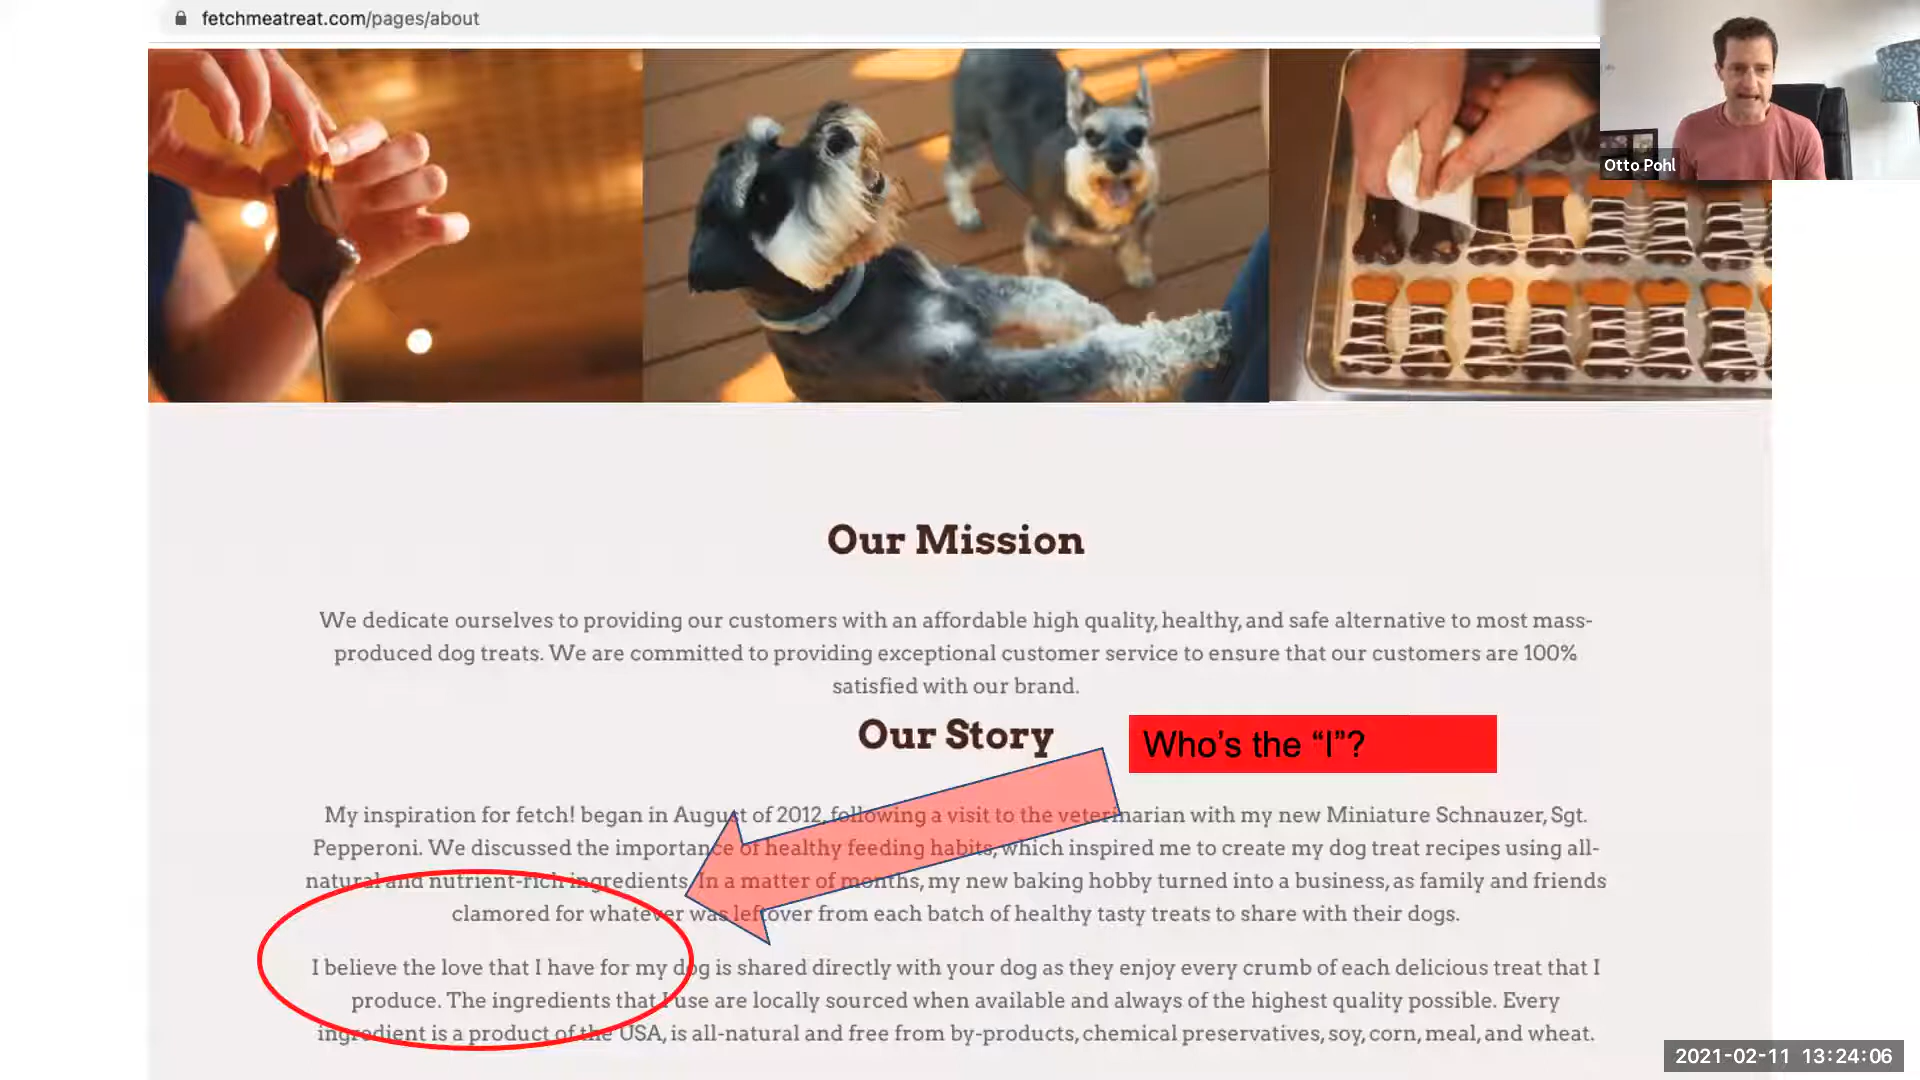 fetchmeatreat.com/pages/about
Otto Pohl
Our Mission
We dedicate ourselves to providing our customers with an affordable high quality, healthy, and safe alternative to most mass-
produced dog treats. We are committed to providing exceptional customer service to ensure that our customers are 100%
satisfied with our brand.
Our Story
Who's the “I”?
My inspiration for fetch! began in August of 2012, following a visit to the veterinarian with my new Miniature Schnauzer, Sgt.
Pepperoni. We discussed the importance of healthy feeding habits, which inspired me to create my dog treat recipes using all-
natural and nutrient-rich ingredients. In a matter of months, my new baking hobby turned into a business, as family and friends
clamored for whatever was leftover from each batch of healthy tasty treats to share with their dogs.
I believe the love that I have for my dog is shared directly with your dog as they enjoy every crumb of each delicious treat that I
produce. The ingredients that I use are locally sourced when available and always of the highest quality possible. Every
ingredient is a product of the USA, is all-natural and free from by-products, chemical preservatives, soy, corn, meal, and wheat.
2021-02-11 13:24:06